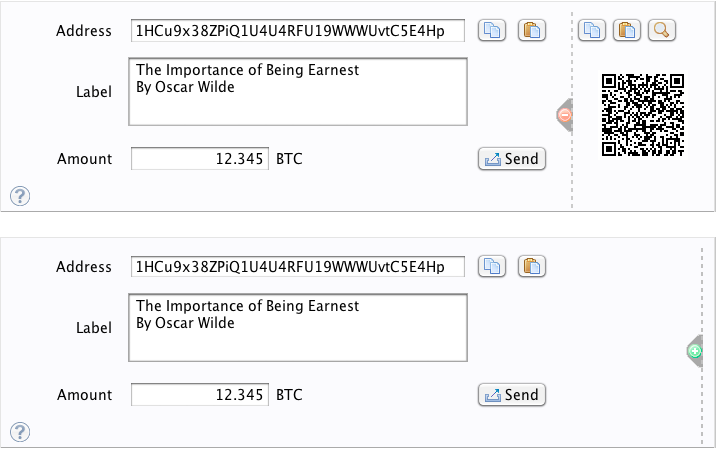 Address 1HCu9x38ZPiQ1U4U4RFU19WWWUvtC5E4Hp
Label The Importance of Being Earnest
By Oscar Wilde
Amount 12.345 BTC Send
?
Address 1HCu9x38ZPiQ1U4U4RFU19WWWUvtC5E4Hp
Label The Importance of Being Earnest
By Oscar Wilde
Amount 12.345 BTC Send
?